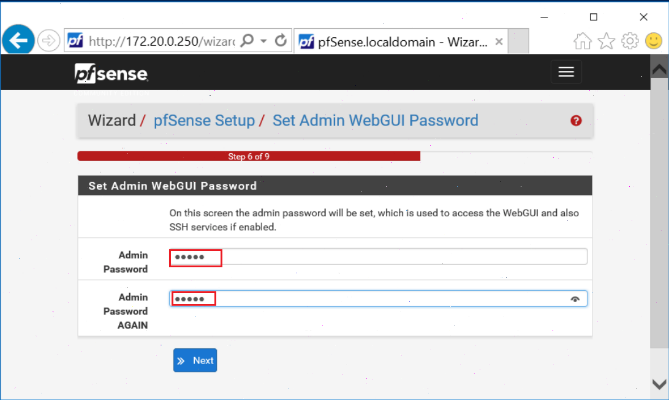 http://172.20.0.250/wizar
pfSense.localdomain - Wizar...
pfsense
Wizard / pfSense Setup / Set Admin WebGUI Password
Step 6 of 9
Set Admin WebGUI Password
On this screen the admin password will be set, which is used to access the WebGUI and also
SSH services if enabled.
Admin
Password
•••••
Admin
Password
AGAIN
•••••
Next